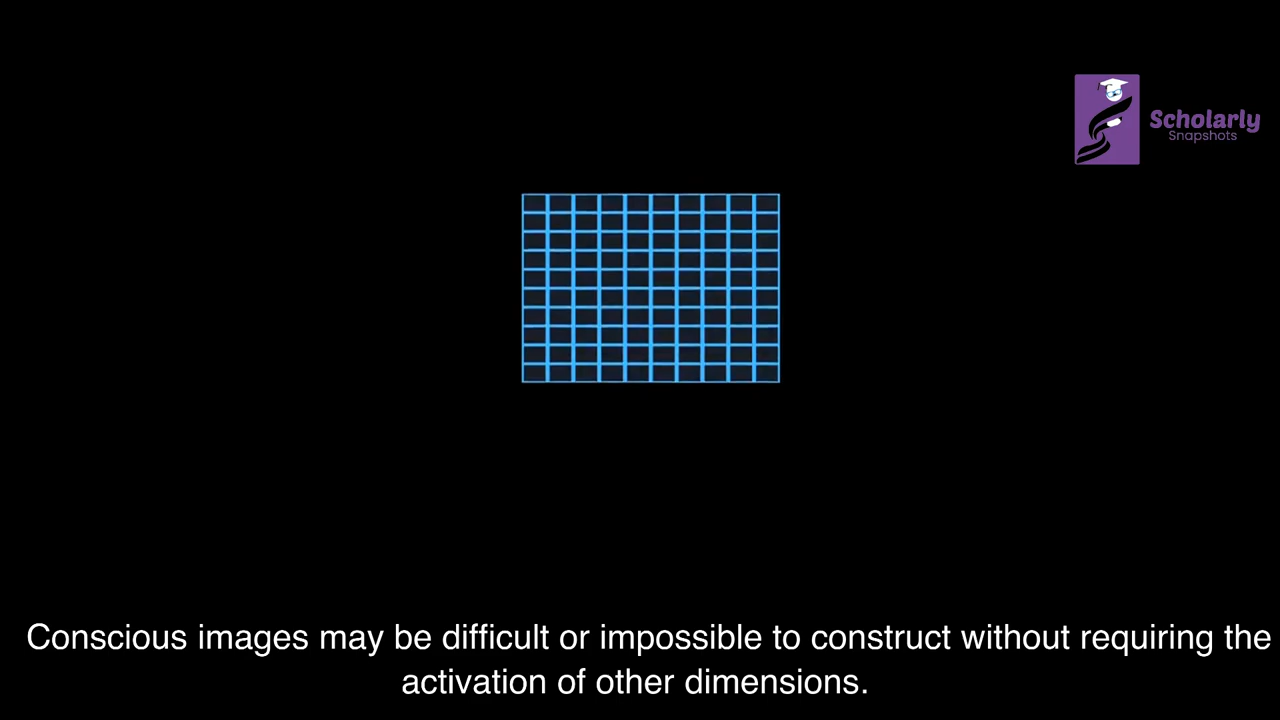 Scholarly
Snapshots
Conscious images may be difficult or impossible to construct without requiring the
activation of other dimensions.